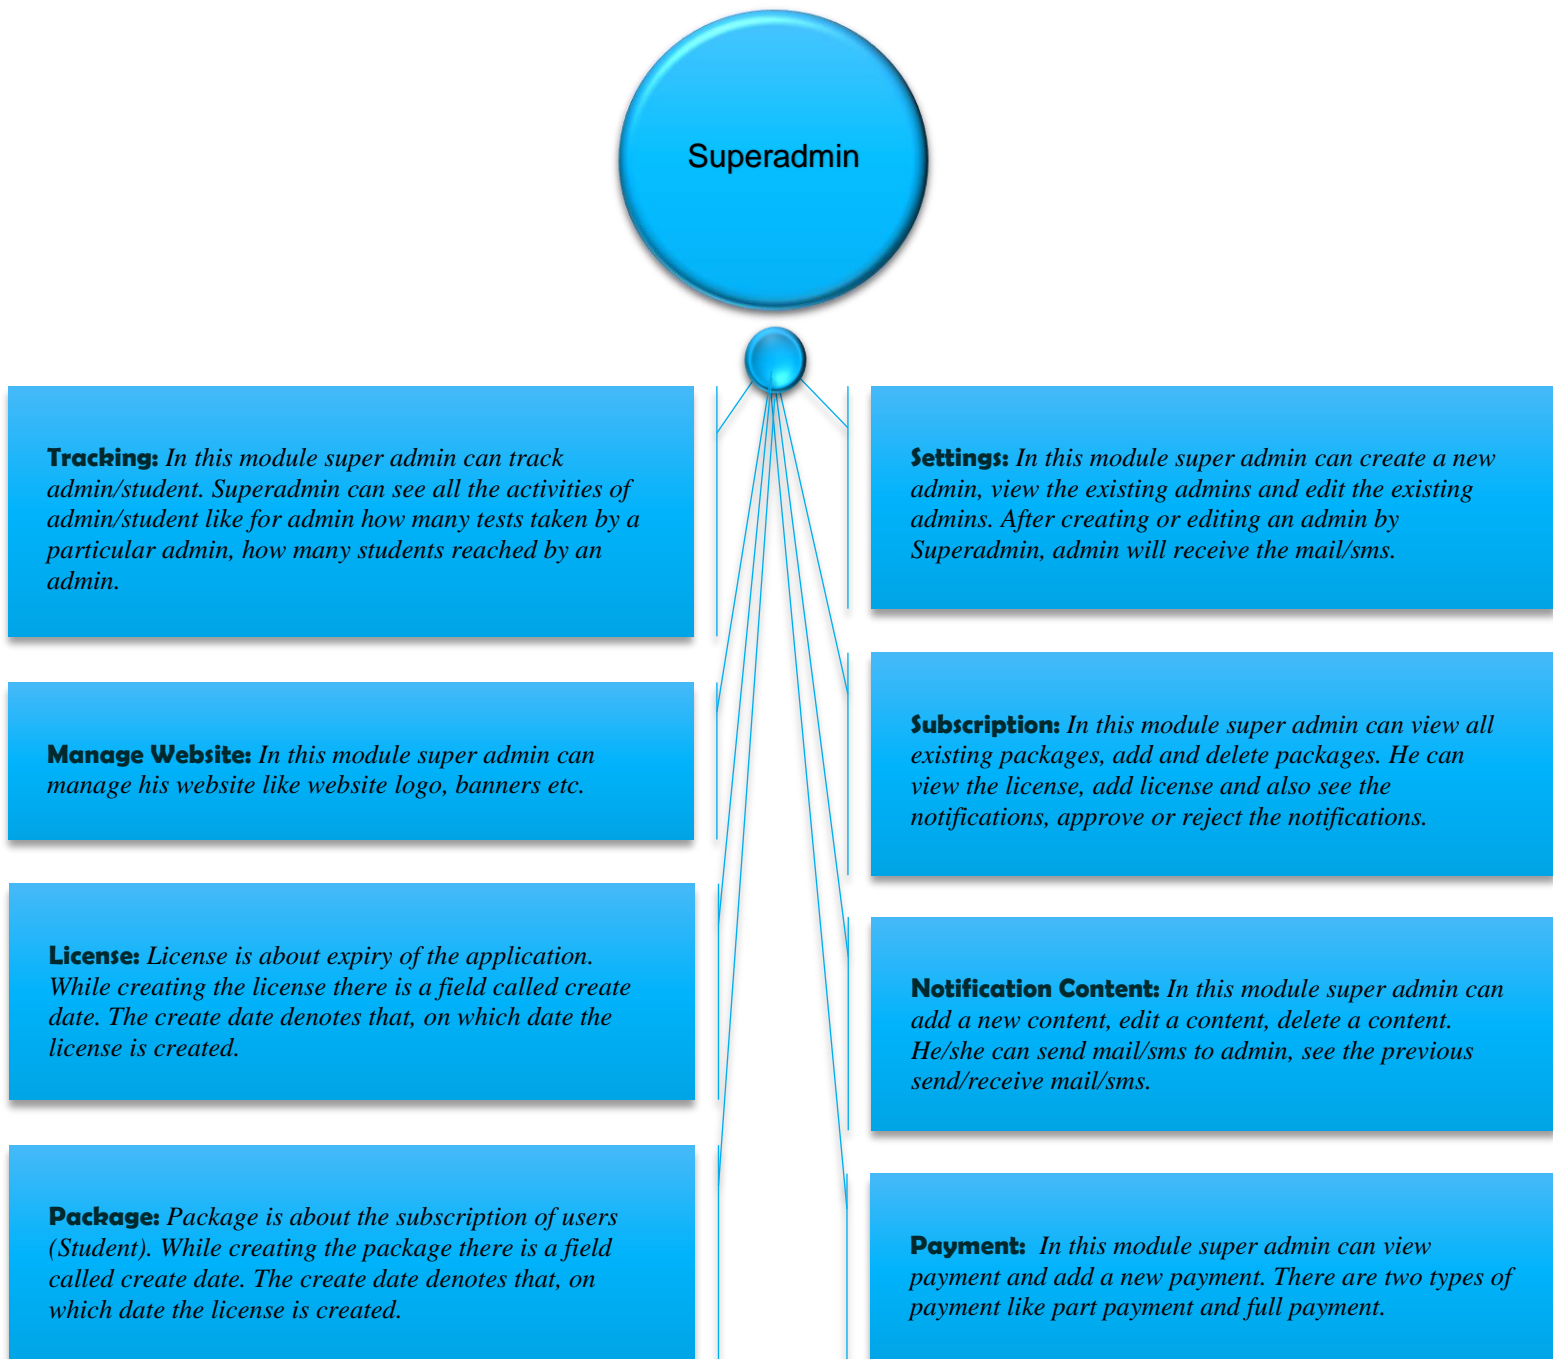 Superadmin
Tracking: In this module super admin can track
admin/student. Superadmin can see all the activities of
admin/student like for admin how many tests taken by a
particular admin, how many students reached by an
admin.
Manage Website: In this module super admin can
manage his website like website logo, banners etc.
License: License is about expiry of the application.
While creating the license there is a field called create
date. The create date denotes that, on which date the
license is created.
Package: Package is about the subscription of users
(Student). While creating the package there is a field
called create date. The create date denotes that, on
which date the license is created.
Settings: In this module super admin can create a new
admin, view the existing admins and edit the existing
admins. After creating or editing an admin by
Superadmin, admin will receive the mail/sms.
Subscription: In this module super admin can view all
existing packages, add and delete packages. He can
view the license, add license and also see the
notifications, approve or reject the notifications.
Notification Content: In this module super admin can
add a new content, edit a content, delete a content.
He/she can send mail/sms to admin, see the previous
send/receive mail/sms.
Payment: In this module super admin can view
payment and add a new payment. There are two types of
payment like part payment and full payment.